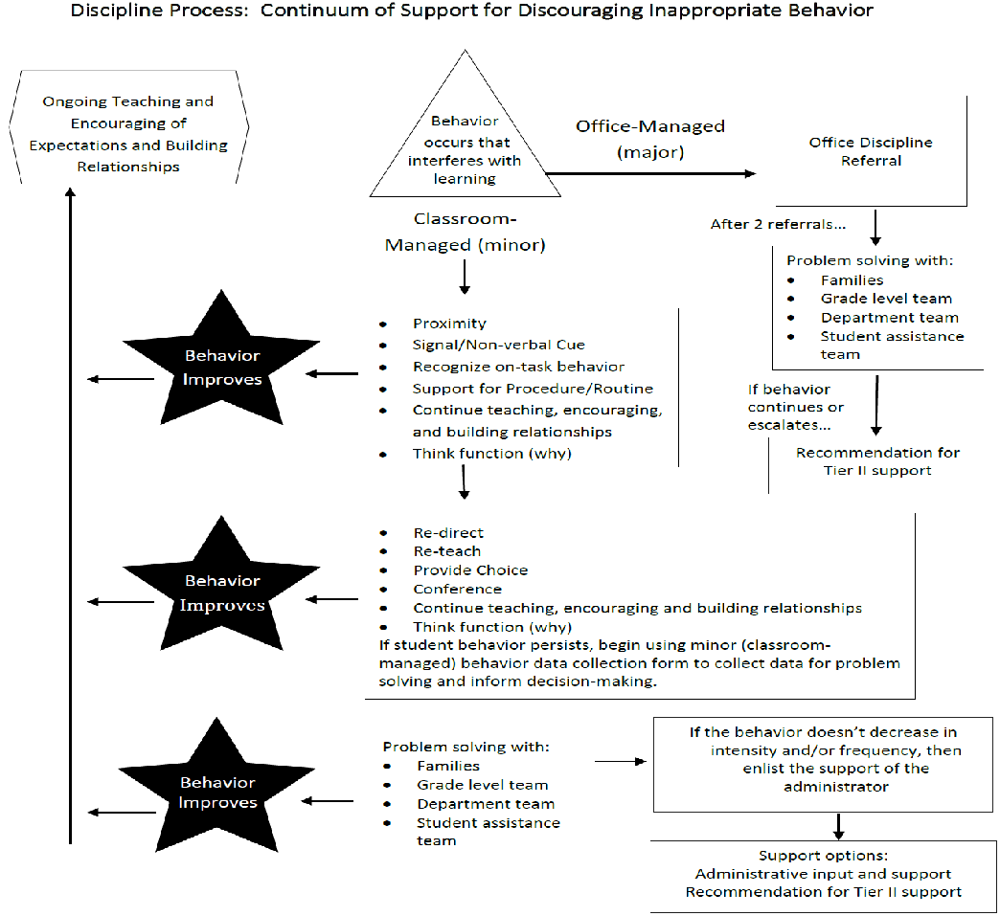 Discipline Process:  Continuum of Support for Discouraging Inappropriate Behavior
Ongoing Teaching and
Encouraging of
Expectations and Building
Relationships
Behavior
occurs that
interferes with
learning
Office-Managed
(major)
Office Discipline
Referral
Classroom-
Managed (minor)
After 2 referrals...
Problem solving with:
• Families
• Grade level team
• Department team
• Student assistance
team
If behavior
continues or
escalates...
Recommendation for
Tier II support
• Proximity
• Signal/Non-verbal Cue
• Recognize on-task behavior
• Support for Procedure/Routine
• Continue teaching, encouraging,
and building relationships
• Think function (why)
Behavior
Improves
• Re-direct
• Re-teach
• Provide Choice
• Conference
• Continue teaching, encouraging and building relationships
• Think function (why)
If student behavior persists, begin using minor (classroom-
managed) behavior data collection form to collect data for problem
solving and inform decision-making.
Behavior
Improves
Problem solving with:
• Families
• Grade level team
• Department team
• Student assistance
team
Behavior
Improves
If the behavior doesn't decrease in
intensity and/or frequency, then
enlist the support of the
administrator
Support options:
Administrative input and support
Recommendation for Tier II support